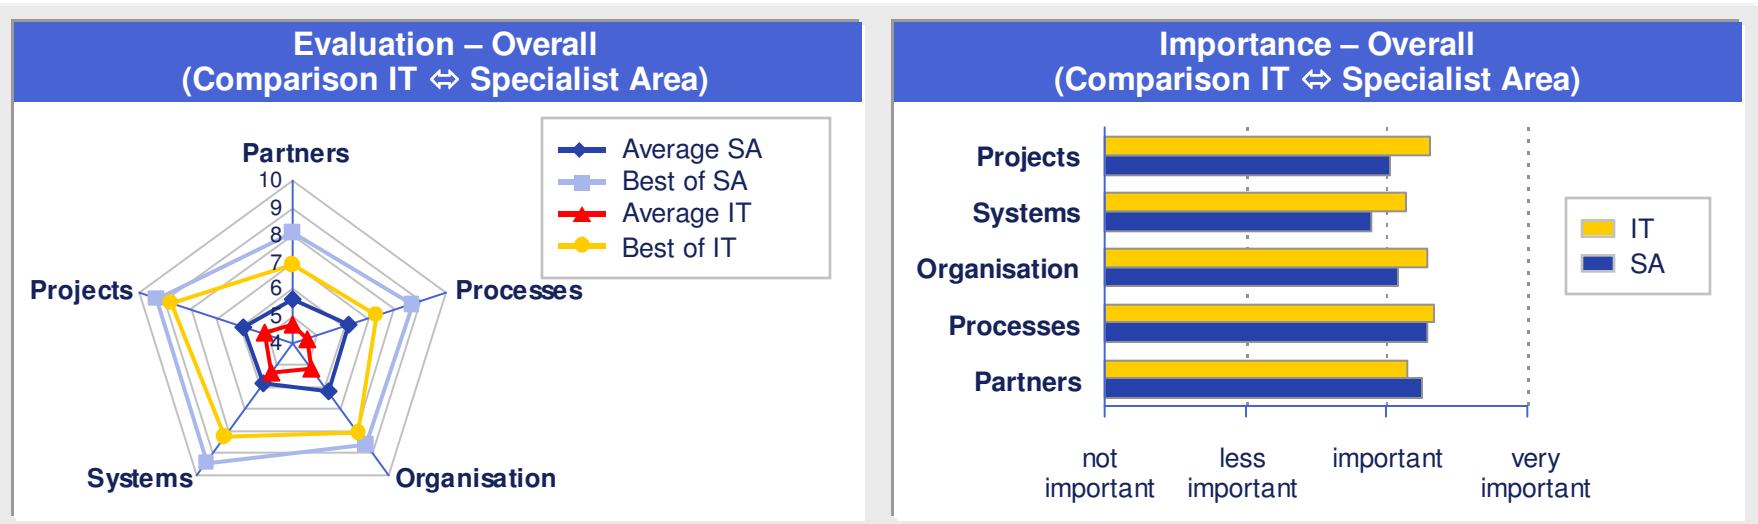 Evaluation – Overall
(Comparison IT ⇔ Specialist Area)
Partners
10
9
8
7
6
5
4
Projects
Processes
Systems
Organisation
Average SA
Best of SA
Average IT
Best of IT
Importance – Overall
(Comparison IT ⇔ Specialist Area)
Projects
Systems
Organisation
Processes
Partners
not
important
less
important
important
very
important
IT
SA